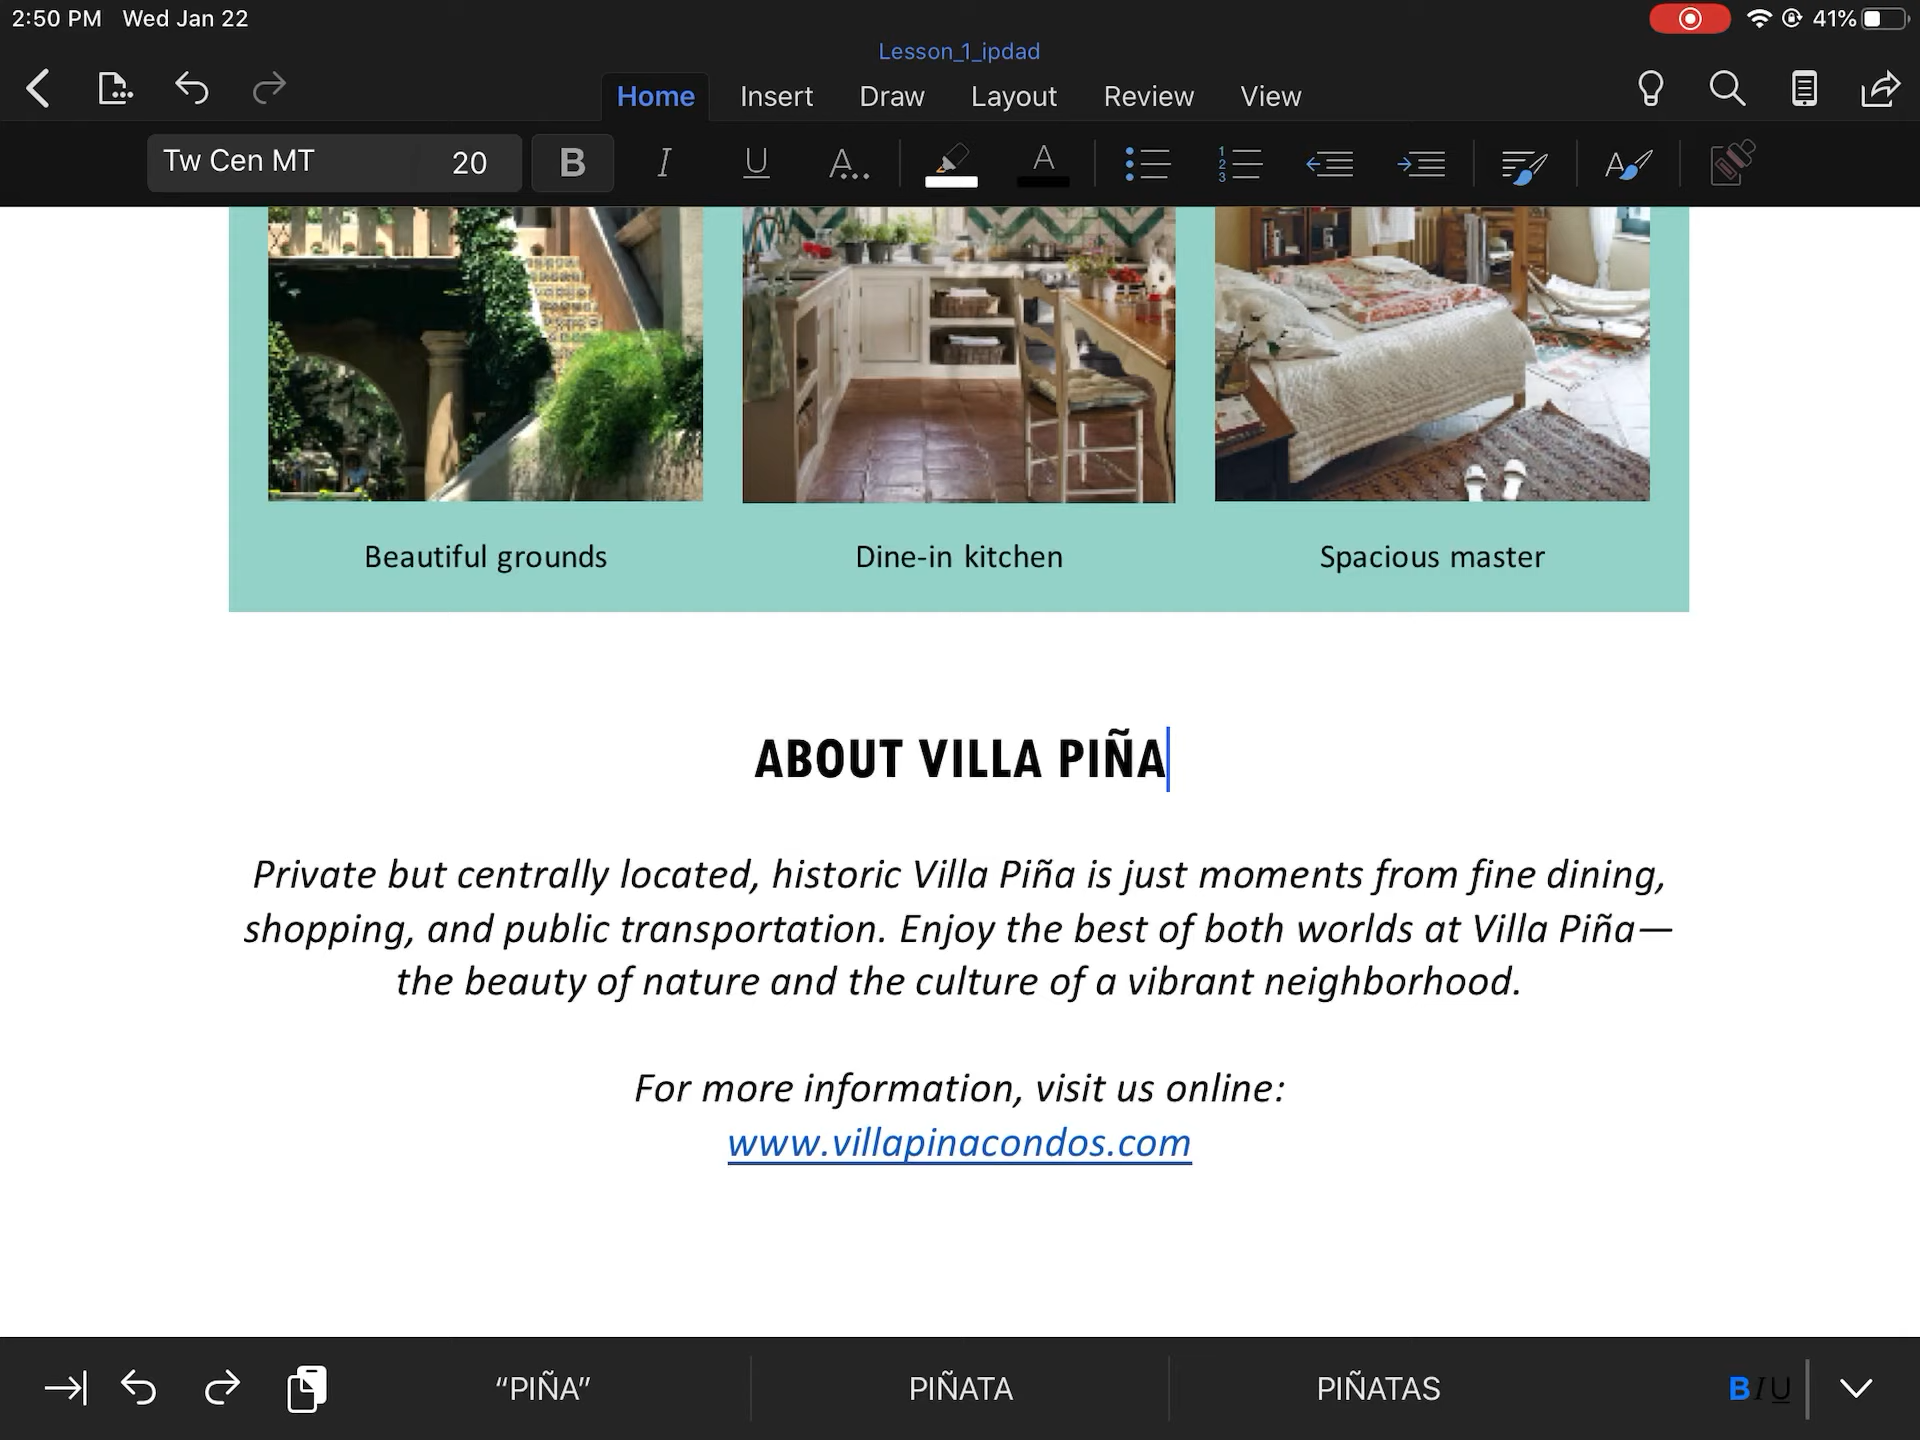 2:50 PM Wed Jan 22
41%
Lesson_1_ipdad
Home Insert Draw Layout Review View
Tw Cen MT 20 B I U A... A
Beautiful grounds Dine-in kitchen Spacious master
ABOUT VILLA PIÑA
Private but centrally located, historic Villa Piña is just moments from fine dining,
shopping, and public transportation. Enjoy the best of both worlds at Villa Piña—
the beauty of nature and the culture of a vibrant neighborhood.
For more information, visit us online:
www.villapinacondos.com
“PIÑA” PIÑATA PIÑATAS BIU